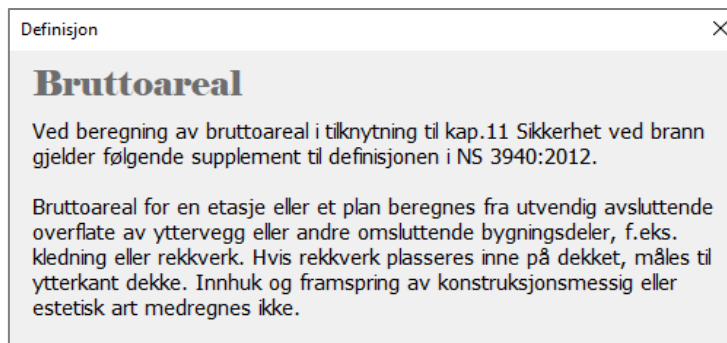 Definisjon
Bruttoareal
Ved beregning av bruttoareal i tilknytning til kap.11 Sikkerhet ved brann
gjelder følgende supplement til definisjonen i NS 3940:2012.
Bruttoareal for en etasje eller et plan beregnes fra utvendig avsluttende
overflate av yttervegg eller andre omsluttende bygningsdeler, f.eks.
kledning eller rekkverk. Hvis rekkverk plasseres inne på dekket, måles til
ytterkant dekke. Innhuk og framspring av konstruksjonsmessig eller
estetisk art medregnes ikke.